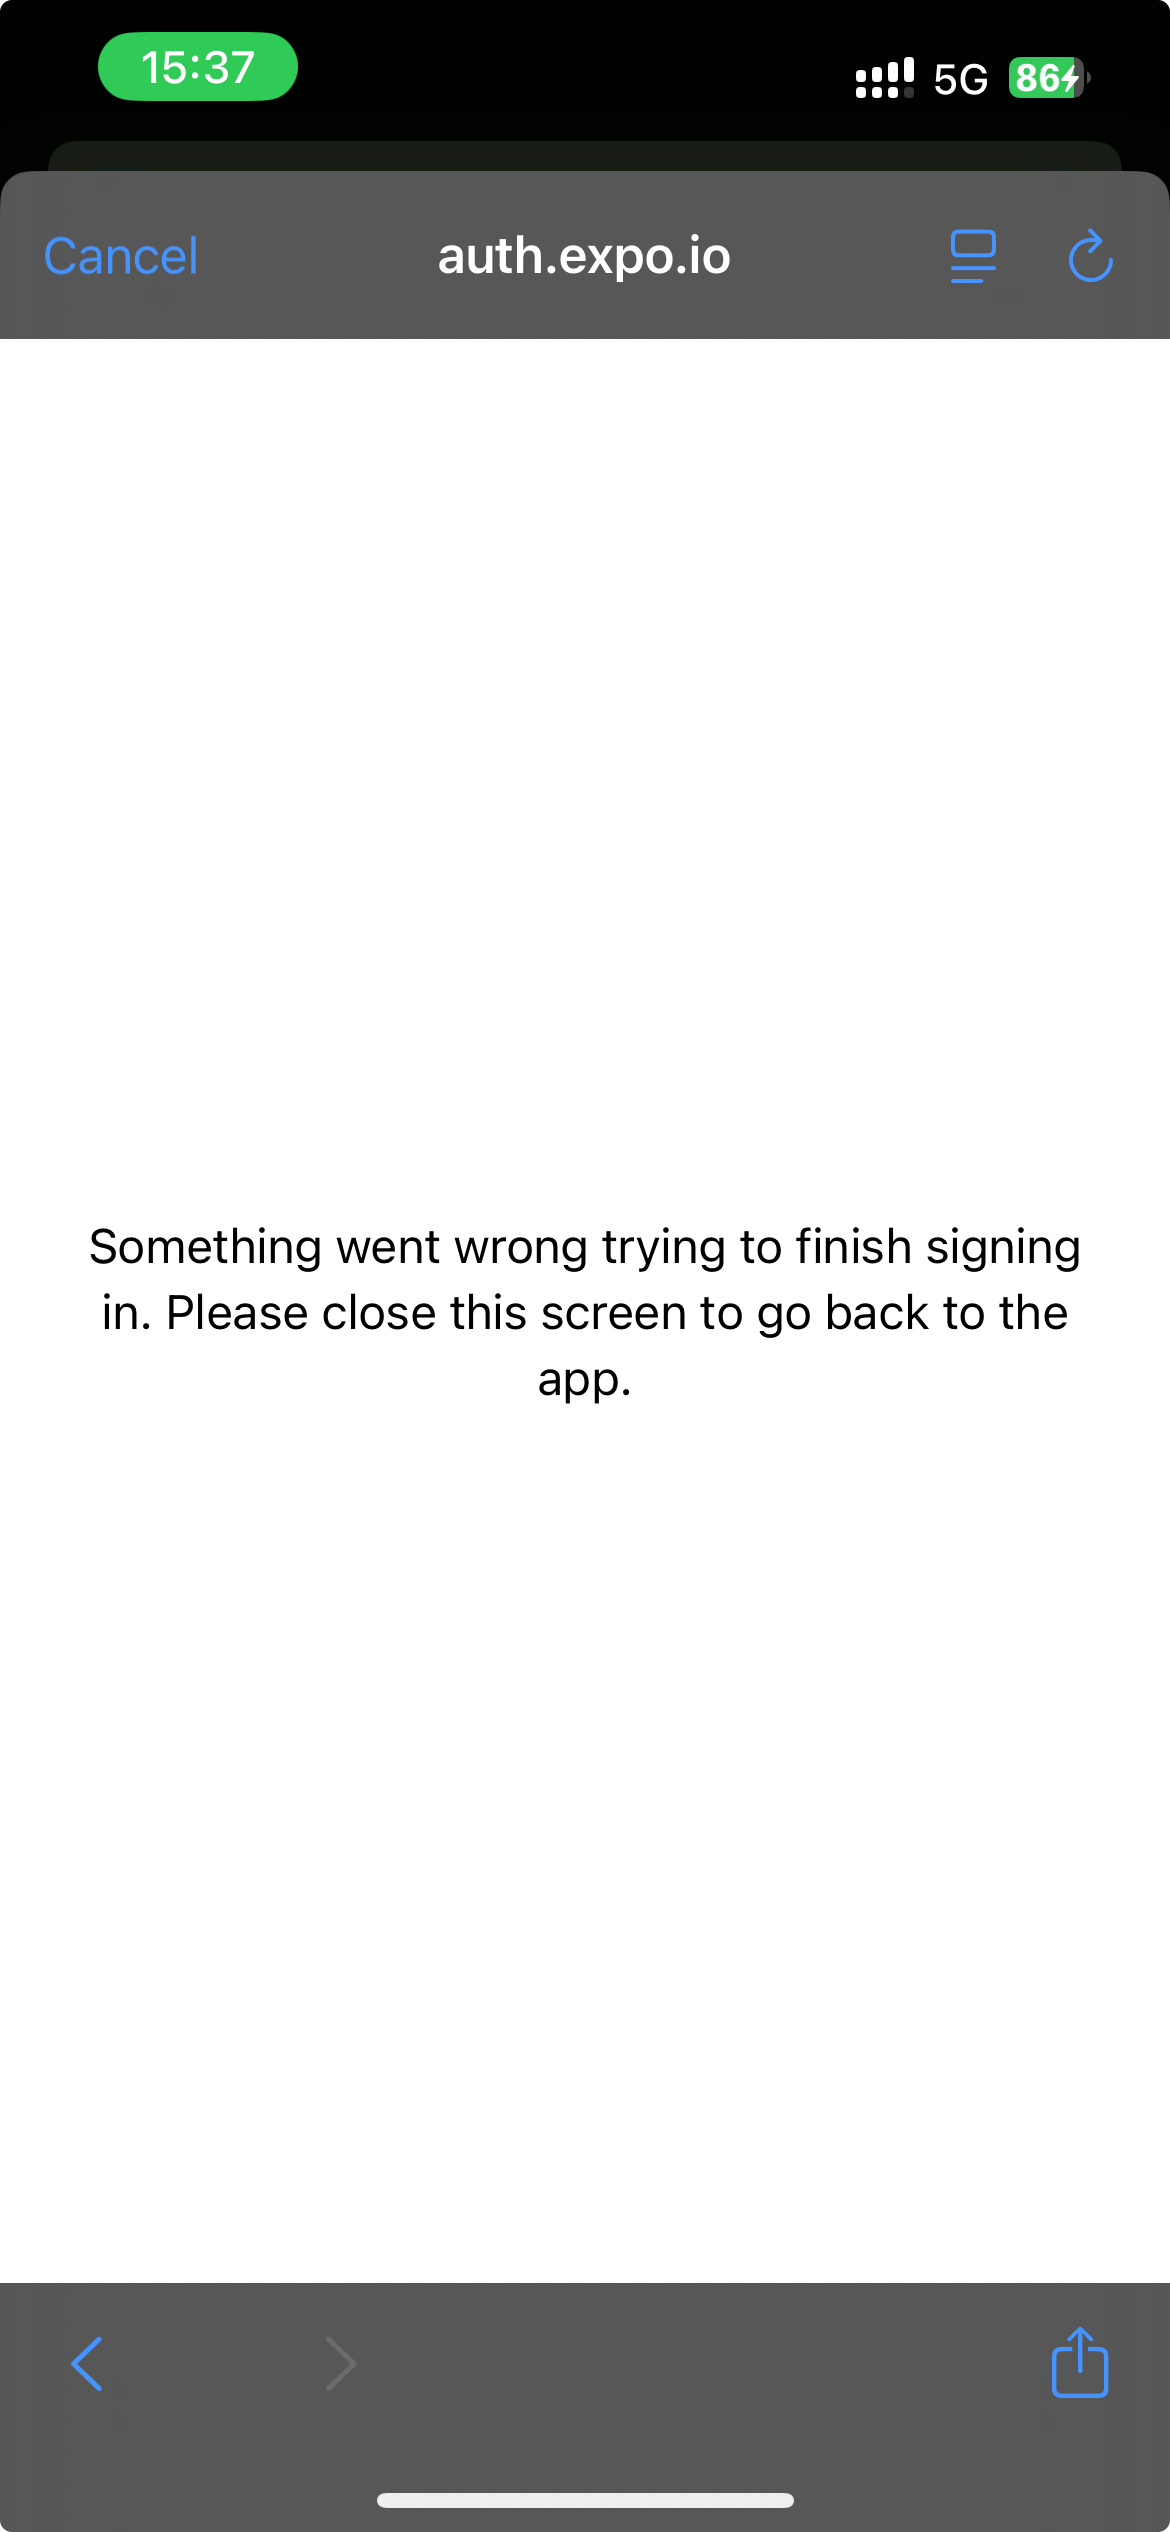 15:37
5G 86
Cancel auth.expo.io
Something went wrong trying to finish signing
in. Please close this screen to go back to the
app.